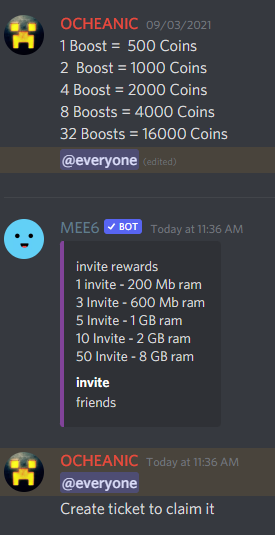 OCHEANIC 09/03/2021
1 Boost = 500 Coins
2 Boost = 1000 Coins
4 Boost = 2000 Coins
8 Boosts = 4000 Coins
32 Boosts = 16000 Coins
@everyone (edited)
MEE6 ✓ BOT Today at 11:36 AM
invite rewards
1 invite - 200 Mb ram
3 Invite - 600 Mb ram
5 Invite - 1 GB ram
10 Invite - 2 GB ram
50 Invite - 8 GB ram
invite
friends
OCHEANIC Today at 11:36 AM
@everyone
Create ticket to claim it